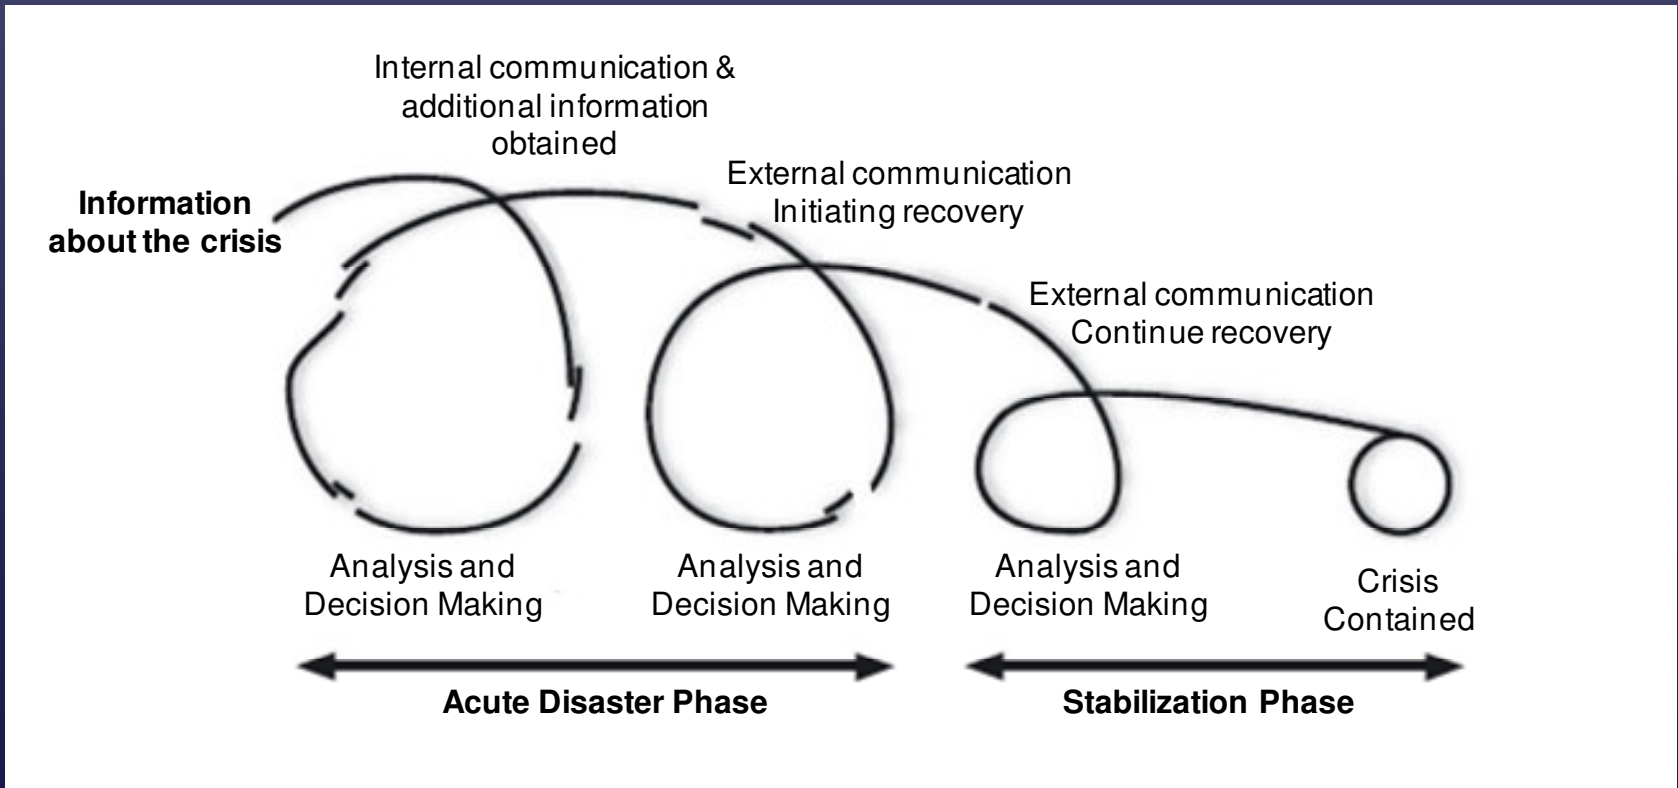 Internal communication &
additional information
obtained
External communication
Initiating recovery
Information
about the crisis
External communication
Continue recovery
Analysis and
Decision Making
Analysis and
Decision Making
Analysis and
Decision Making
Crisis
Contained
Acute Disaster Phase
Stabilization Phase